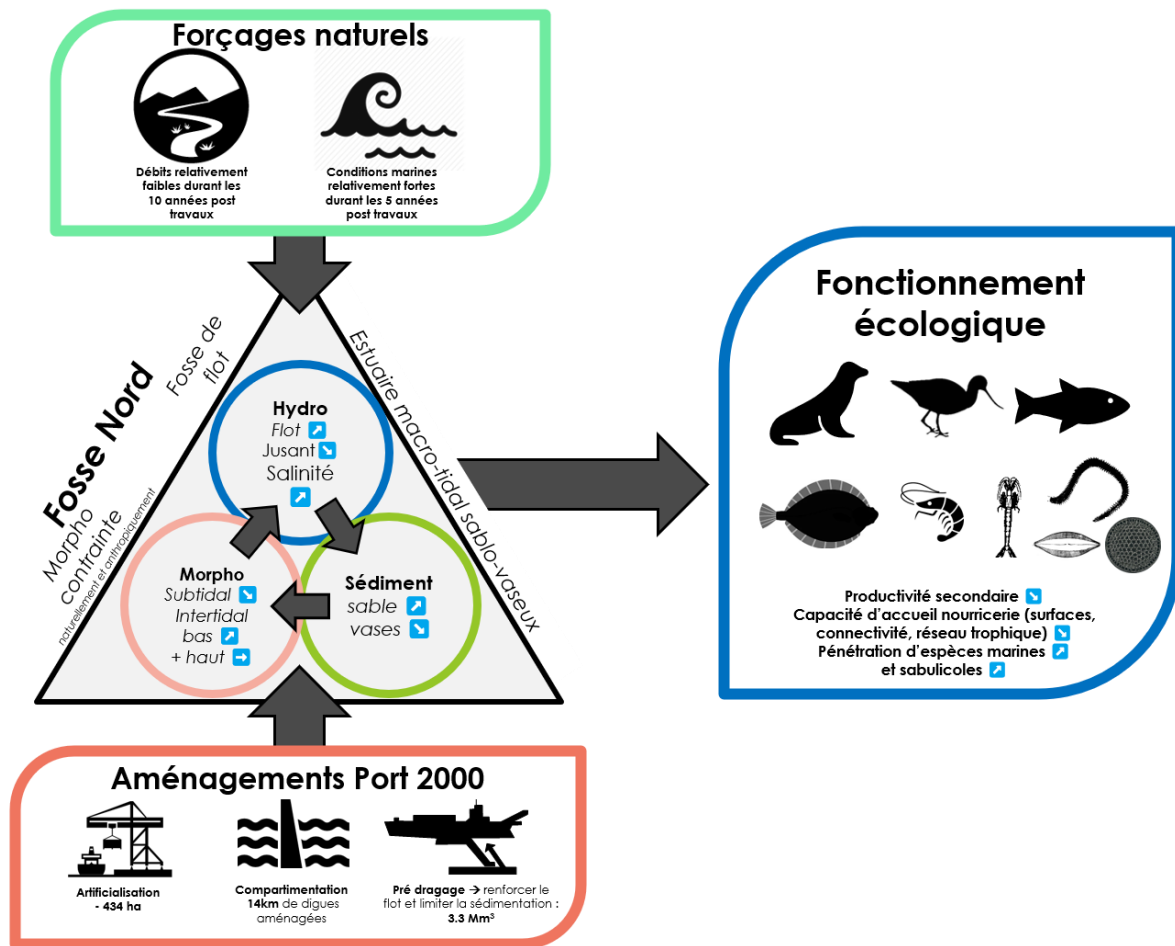 Forçages naturels
Débits relativement
faibles durant les
10 années post
travaux
Conditions marines
relativement fortes
durant les 5 années
post travaux
Fosse Nord
Fosse de
flot
Morpho
contrainte
naturellement et anthropiquement
Estuaire macro-tidal sablo-vaseux
Hydro
Flot ↗
Jusant ↘
Salinité
↗
Morpho
Subtidal ↘
Intertidal
bas ↗
+ haut →
Sédiment
sable ↗
vases ↘
Fonctionnement
écologique
Productivité secondaire ↘
Capacité d'accueil nourricerie (surfaces,
connectivité, réseau trophique) ↘
Pénétration d'espèces marines ↗
et sabulicoles ↗
Aménagements Port 2000
Artificialisation
- 434 ha
Compartimentation
14km de digues
aménagées
Pré dragage → renforcer le
flot et limiter la sédimentation :
3.3 Mm³